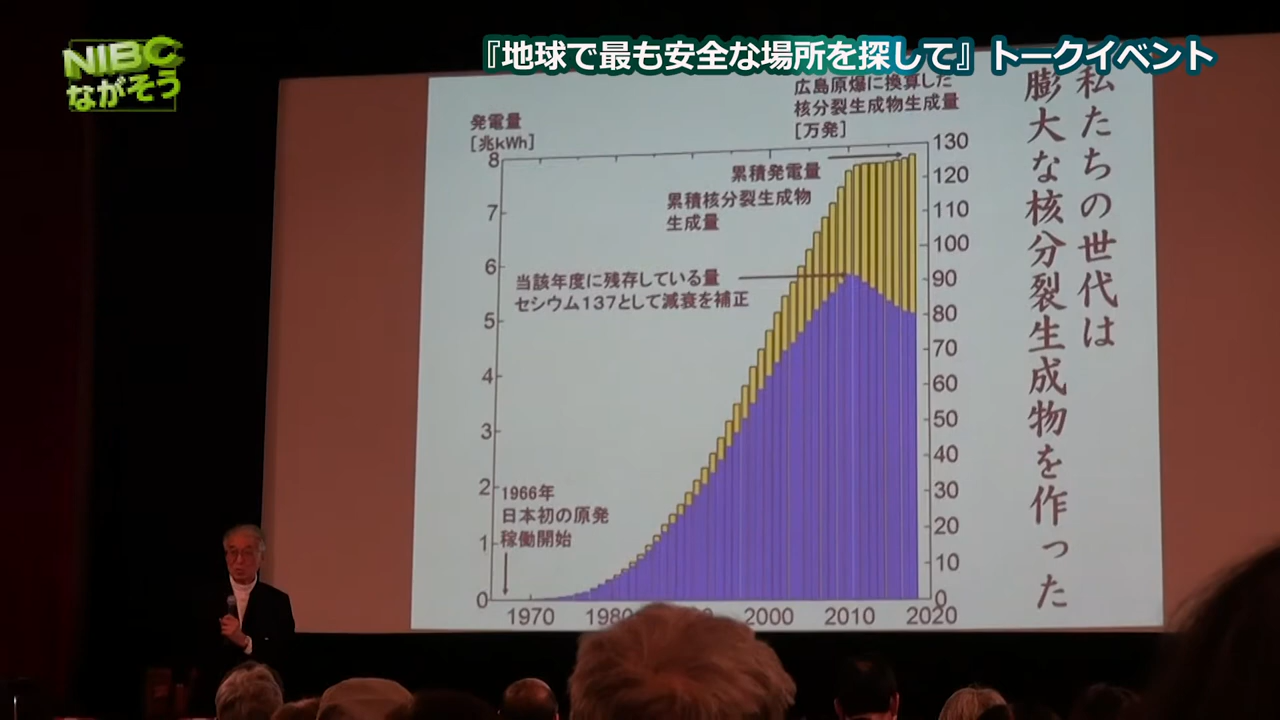 NIBC
ながそう
『地球で最も安全な場所を探して』トークイベント
私たちの世代は
膨大な核分裂生成物を作った
発電量
[兆kWh]
広島原爆に換算した
核分裂生成物生成量
[万発]
累積発電量
累積核分裂生成物
生成量
当該年度に残存している量
セシウム137として減衰を補正
1966年
日本初の原発
稼働開始
8
7
6
5
4
3
2
1
0
130
120
110
100
90
80
70
60
50
40
30
20
10
0
1970
1980
2000
2010
2020